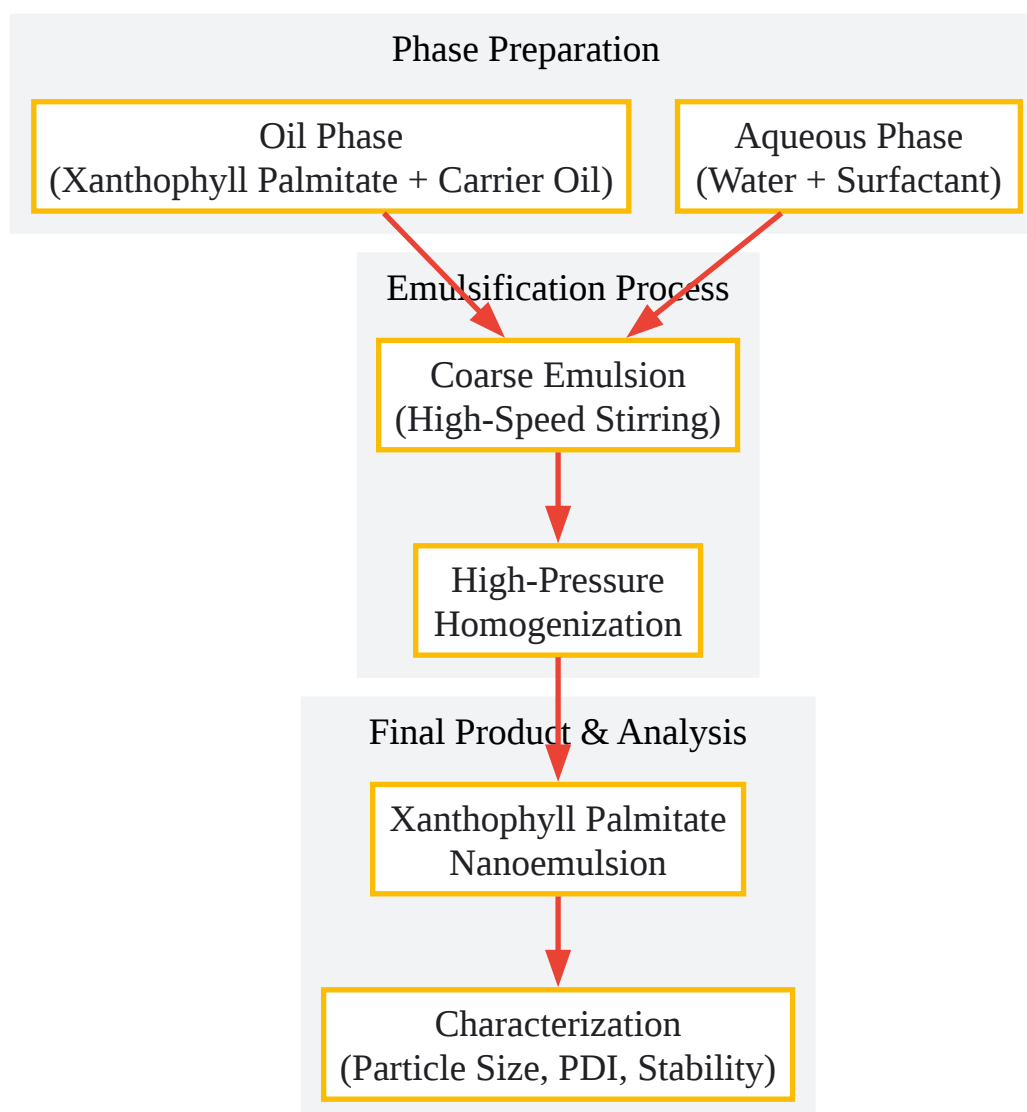 Phase Preparation
Oil Phase
(Xanthophyll Palmitate + Carrier Oil)
Aqueous Phase
(Water + Surfactant)
Emulsification Process
Coarse Emulsion
(High-Speed Stirring)
High-Pressure
Homogenization
Final Product & Analysis
Xanthophyll Palmitate
Nanoemulsion
Characterization
(Particle Size, PDI, Stability)